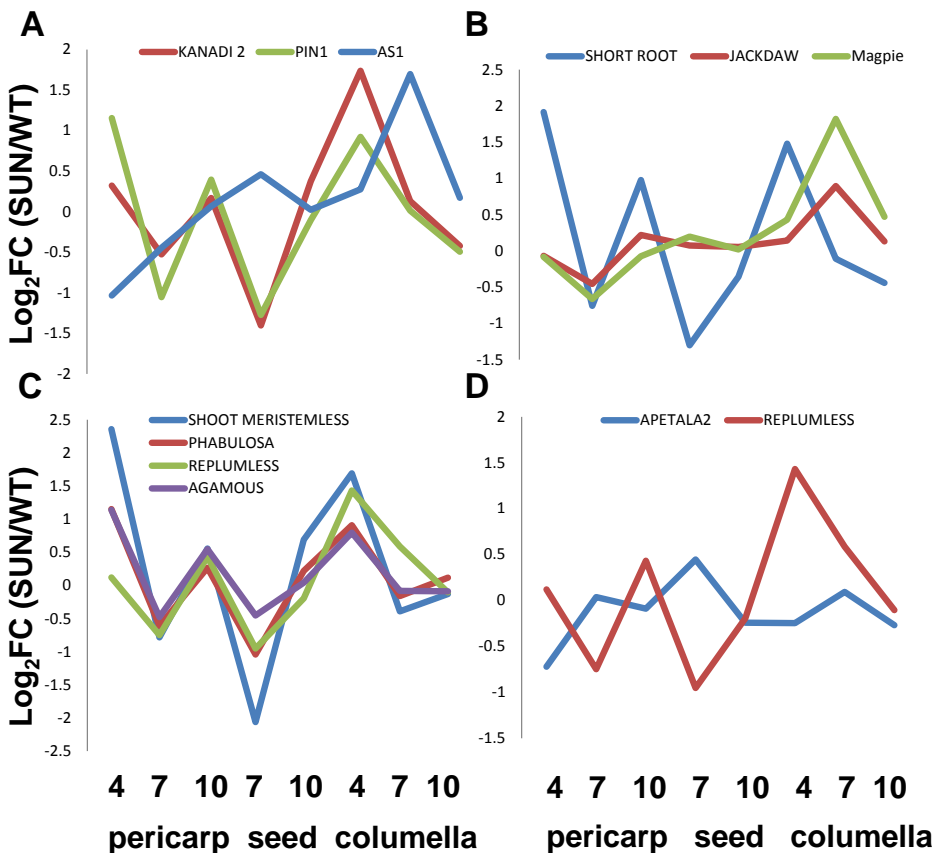 A
KANADI 2 PIN1 AS1
Log₂FC (SUN/WT)
2
1.5
1
0.5
0
-0.5
-1
-1.5
-2
B
SHORT ROOT JACKDAW Magpie
2.5
2
1.5
1
0.5
0
-0.5
-1
-1.5
C
SHOOT MERISTEMLESS
PHABULOSA
REPLUMLESS
AGAMOUS
Log₂FC (SUN/WT)
2.5
2
1.5
1
0.5
0
-0.5
-1
-1.5
-2
-2.5
4 7 10 7 10 4 7 10
pericarp seed columella
D
APETALA2 REPLUMLESS
2
1.5
1
0.5
0
-0.5
-1
-1.5
4 7 10 7 10 4 7 10
pericarp seed columella